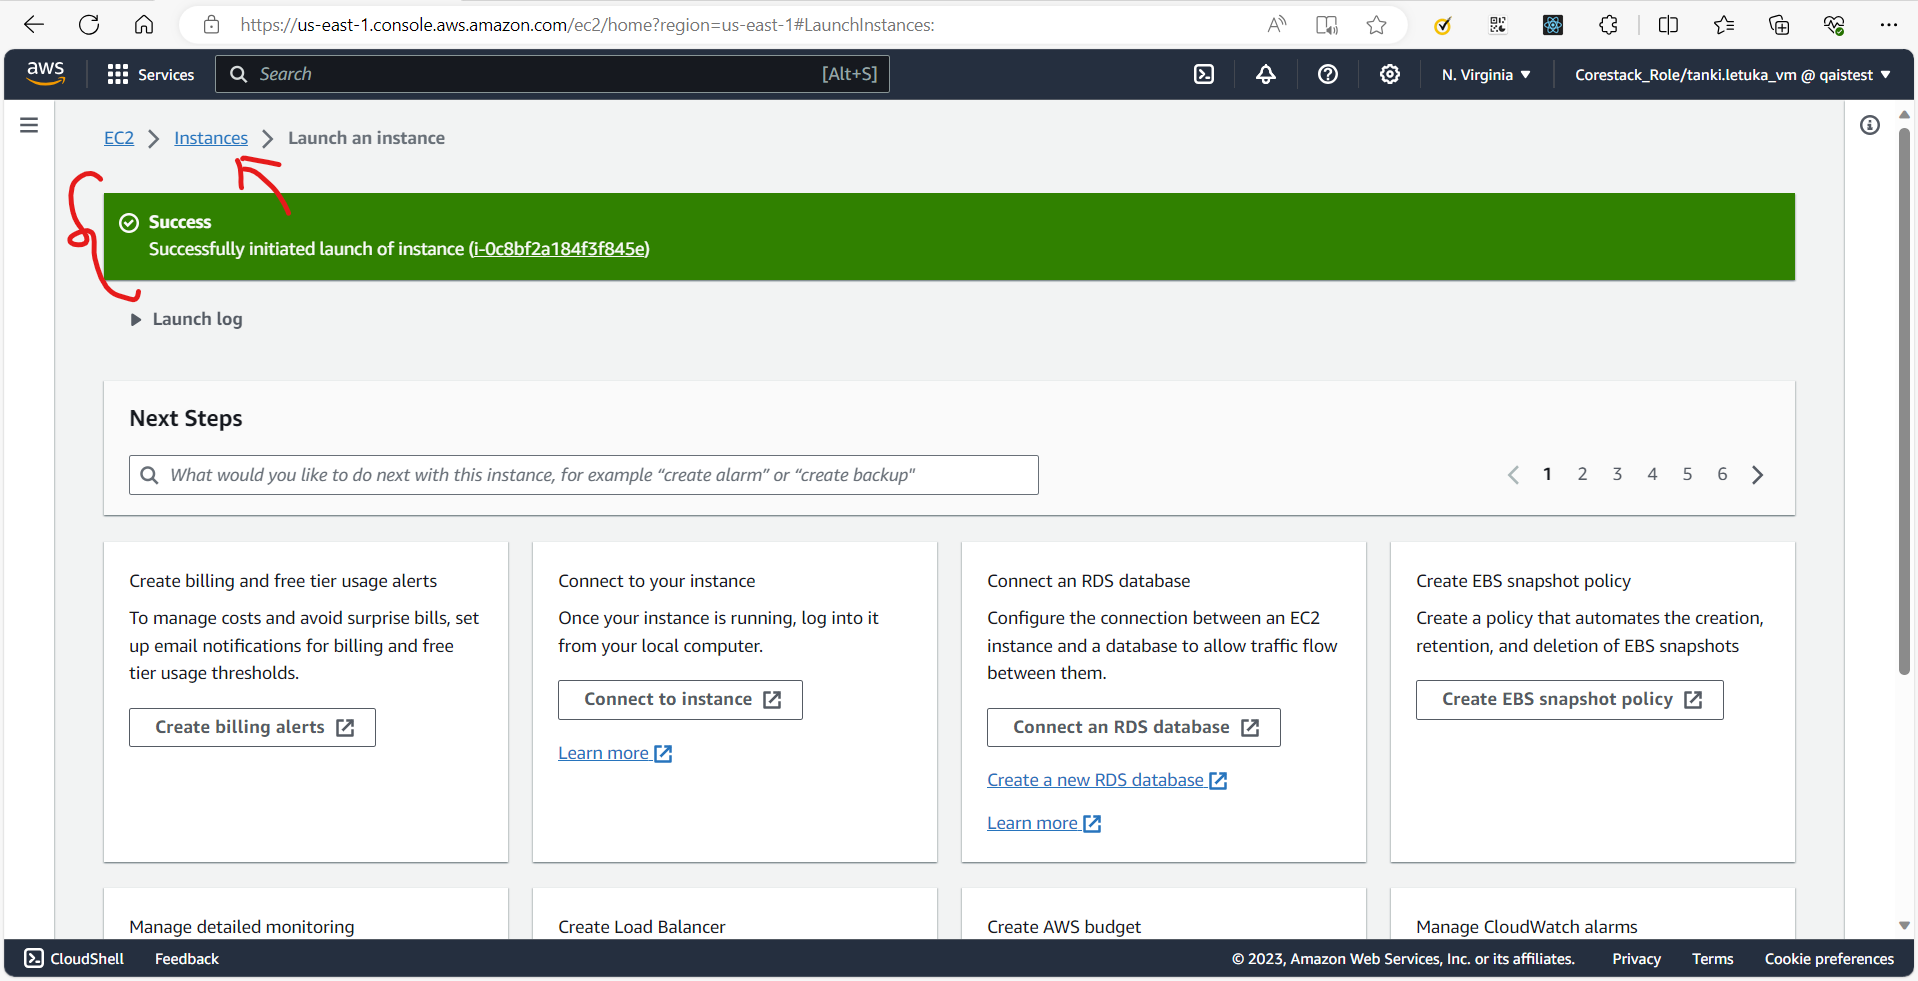 https://us-east-1.console.aws.amazon.com/ec2/home?region=us-east-1#LaunchInstances:
aws
Services
Search
[Alt+S]
N. Virginia
Corestack_Role/tanki.letuka_vm @ qaistest
EC2
Instances
Launch an instance
Success
Successfully initiated launch of instance (i-0c8bf2a184f3f845e)
Launch log
Next Steps
What would you like to do next with this instance, for example “create alarm” or “create backup"
1 2 3 4 5 6
Create billing and free tier usage alerts
To manage costs and avoid surprise bills, set
up email notifications for billing and free
tier usage thresholds.
Create billing alerts
Connect to your instance
Once your instance is running, log into it
from your local computer.
Connect to instance
Learn more
Connect an RDS database
Configure the connection between an EC2
instance and a database to allow traffic flow
between them.
Connect an RDS database
Create a new RDS database
Learn more
Create EBS snapshot policy
Create a policy that automates the creation,
retention, and deletion of EBS snapshots
Create EBS snapshot policy
Manage detailed monitoring
Create Load Balancer
Create AWS budget
Manage CloudWatch alarms
CloudShell
Feedback
© 2023, Amazon Web Services, Inc. or its affiliates.
Privacy
Terms
Cookie preferences